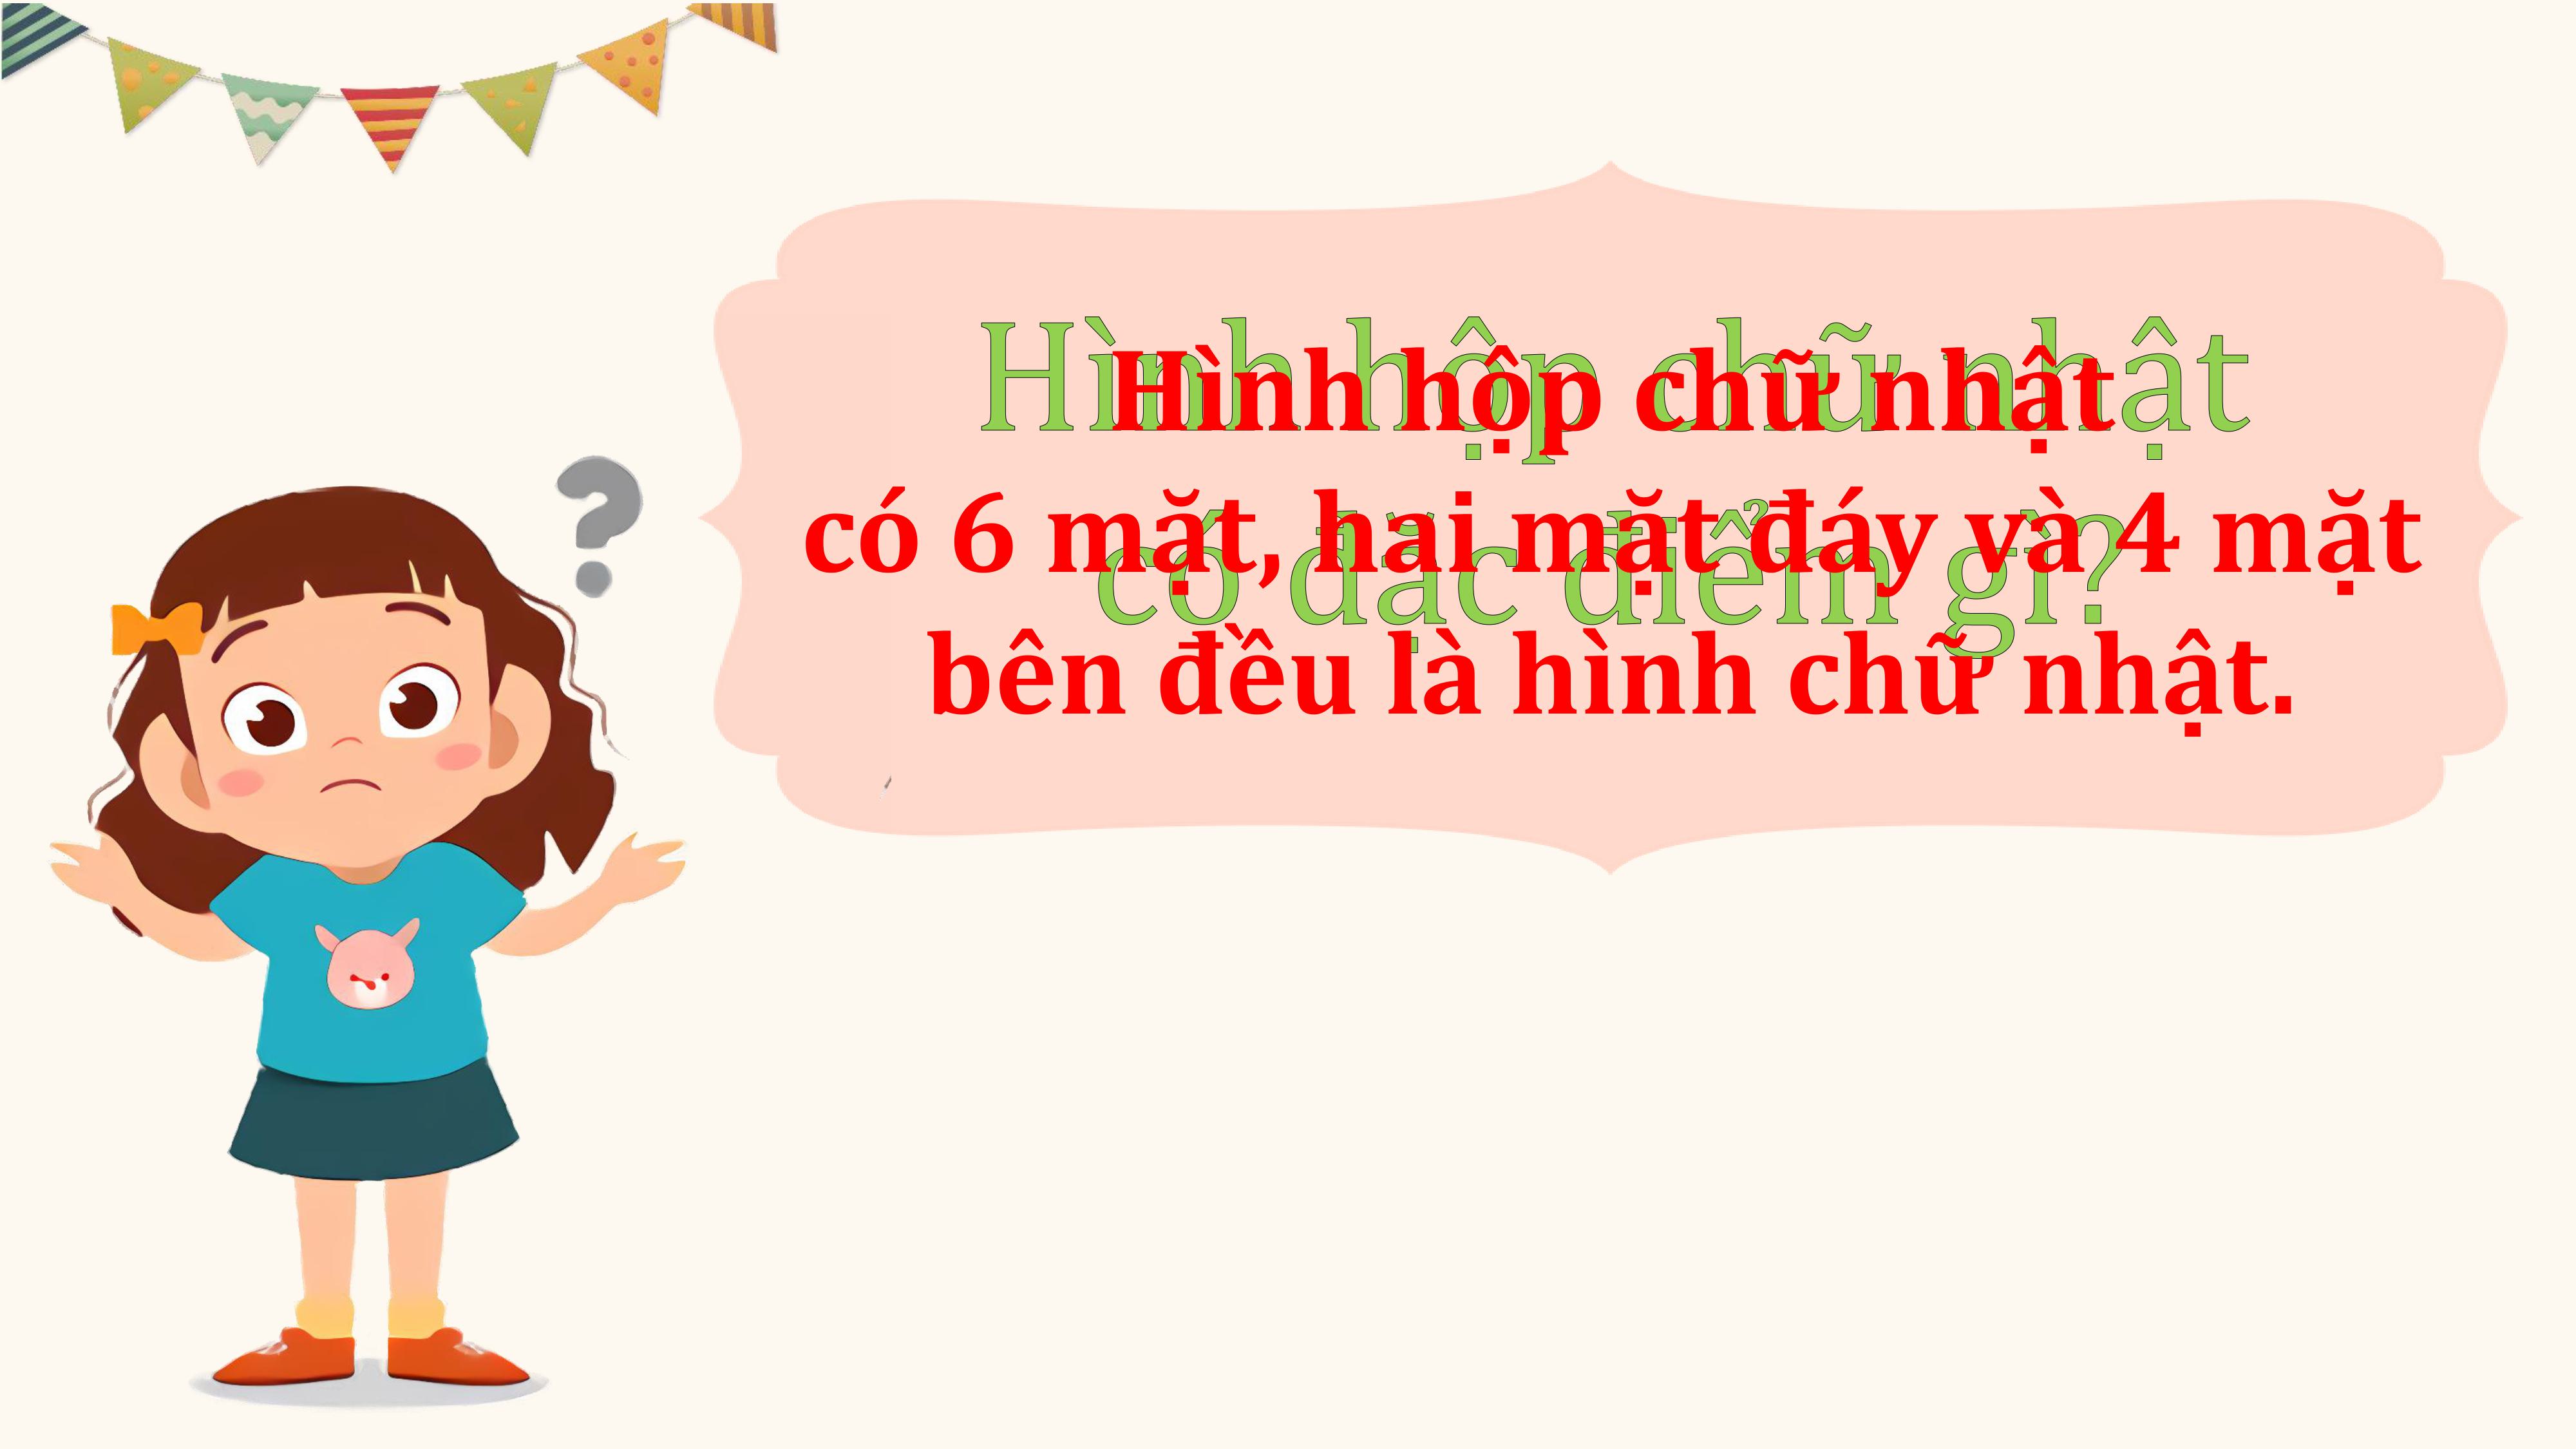 Hình hộp chữ nhật
có đặc điểm gì?
Hình hộp chữ nhật
có 6 mặt, hai mặt đáy và 4 mặt
bên đều là hình chữ nhật.